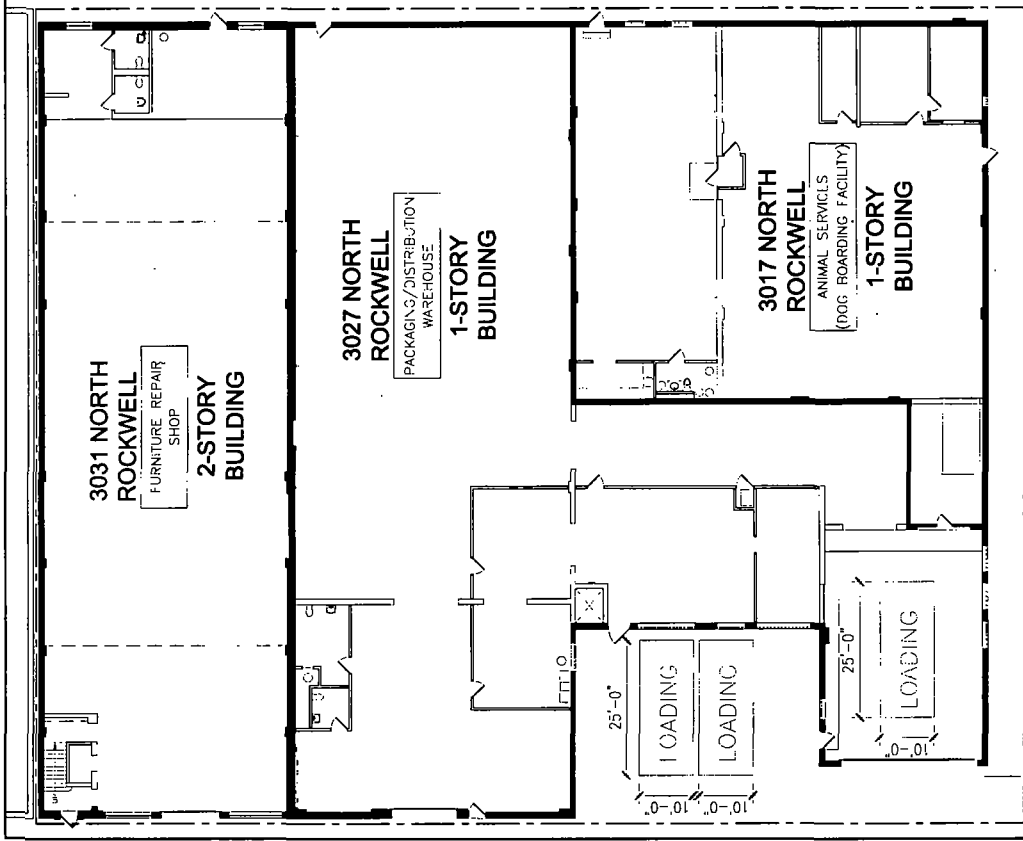 3031 NORTH
ROCKWELL
FURNITURE REPAIR
SHOP
2-STORY
BUILDING
3027 NORTH
ROCKWELL
PACKAGING/DISTRIBUTION
WAREHOUSE
1-STORY
BUILDING
3017 NORTH
ROCKWELL
ANIMAL SERVICES
(DOG BOARDING FACILITY)
1-STORY
BUILDING
25'-0"
LOADING
LOADING
10'-0"
10'-0"
25'-0"
LOADING
10'-0"